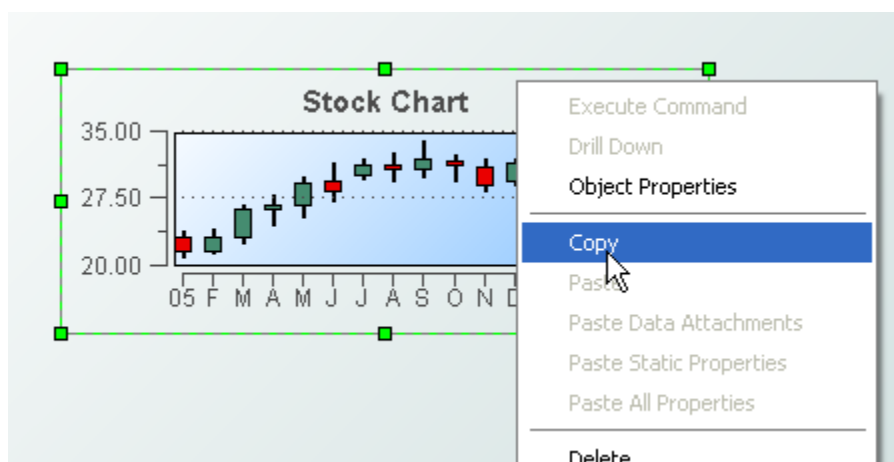 Stock Chart
35.00
27.50
20.00
05 F M A M J J A S O N D
Execute Command
Drill Down
Object Properties
Copy
Paste
Paste Data Attachments
Paste Static Properties
Paste All Properties
Delete